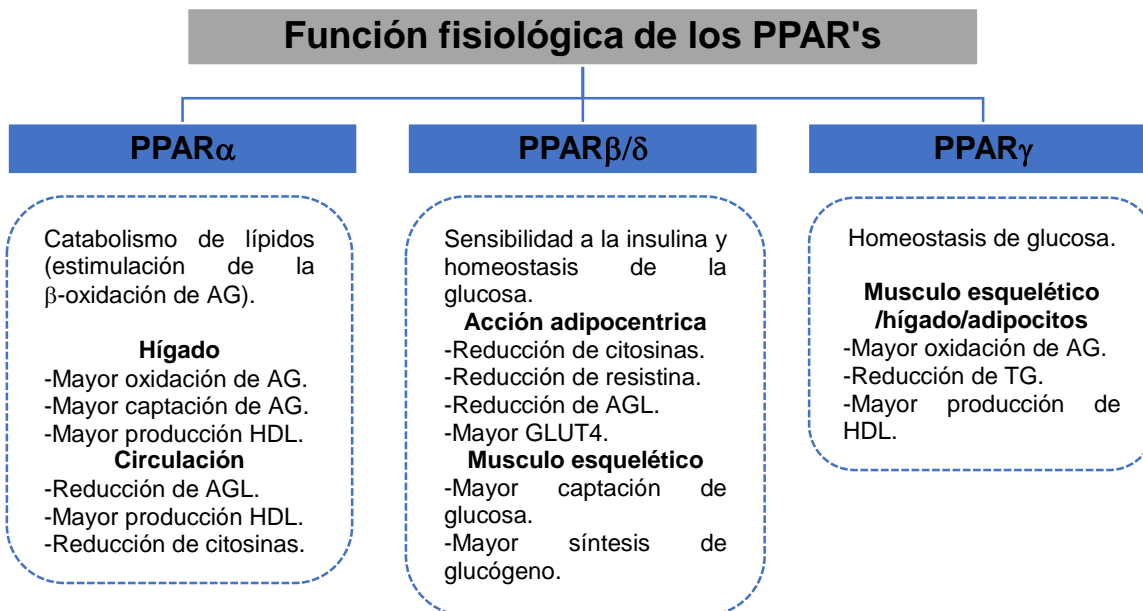 Función fisiológica de los PPAR's
PPARα
Catabolismo de lípidos
(estimulación de la
β-oxidación de AG).
Hígado
-Mayor oxidación de AG.
-Mayor captación de AG.
-Mayor producción HDL.
Circulación
-Reducción de AGL.
-Mayor producción HDL.
-Reducción de citosinas.
PPARβ/δ
Sensibilidad a la insulina y
homeostasis de la
glucosa.
Acción adipocentrica
-Reducción de citosinas.
-Reducción de resistina.
-Reducción de AGL.
-Mayor GLUT4.
Musculo esquelético
-Mayor captación de
glucosa.
-Mayor síntesis de
glucógeno.
PPARγ
Homeostasis de glucosa.
Musculo esquelético
/hígado/adipocitos
-Mayor oxidación de AG.
-Reducción de TG.
-Mayor producción de
HDL.